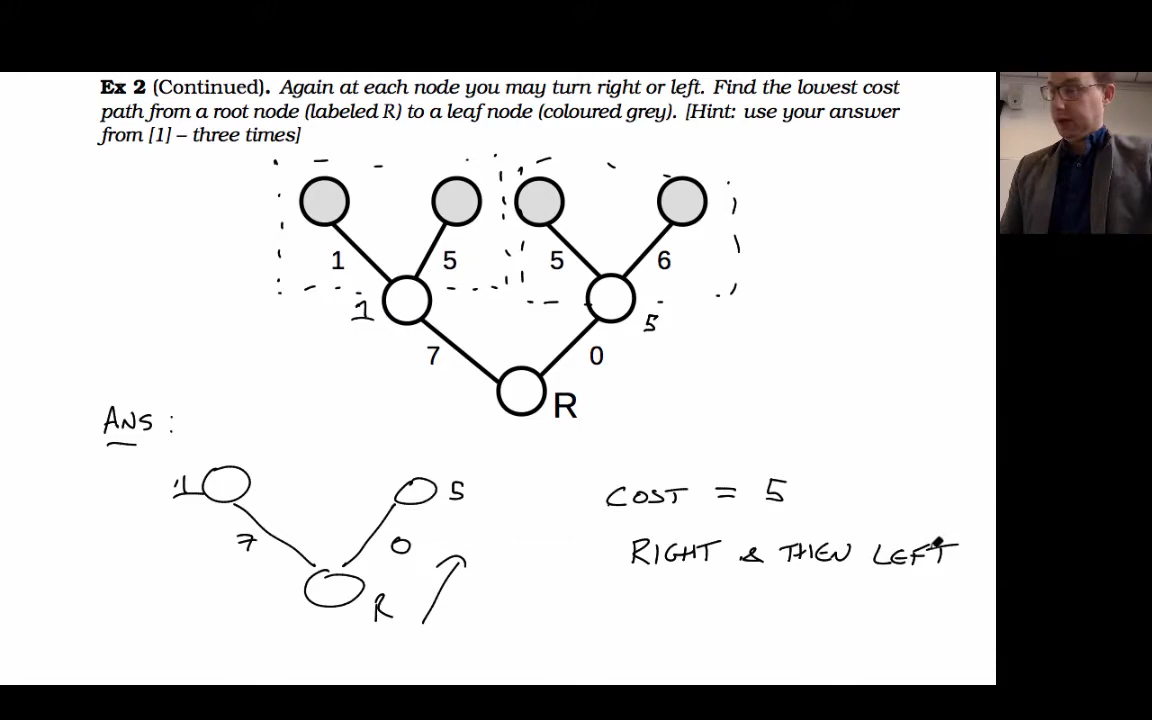 Ex 2 (Continued). Again at each node you may turn right or left. Find the lowest cost
path from a root node (labeled R) to a leaf node (coloured grey). [Hint: use your answer
from [1] – three times]
1 5 5 6
1 5
7 0
R
ANS :
1 5
7 0
R
COST = 5
RIGHT & THEN LEFT